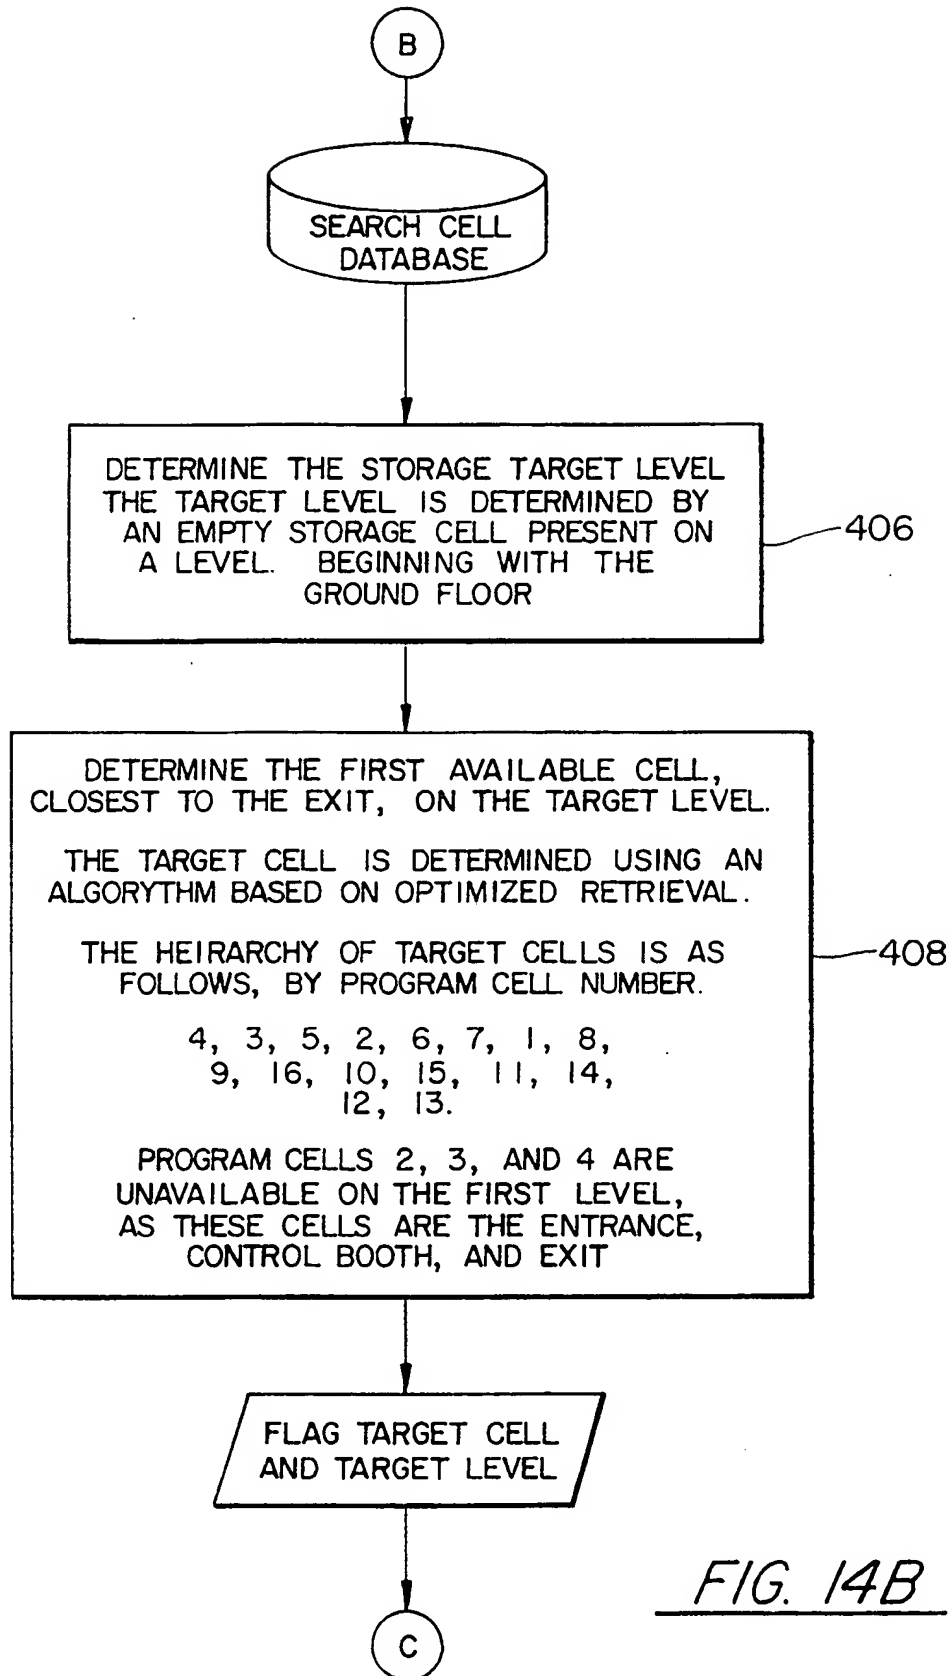 B
SEARCH CELL
DATABASE
DETERMINE THE STORAGE TARGET LEVEL
THE TARGET LEVEL IS DETERMINED BY
AN EMPTY STORAGE CELL PRESENT ON
A LEVEL. BEGINNING WITH THE
GROUND FLOOR
406
DETERMINE THE FIRST AVAILABLE CELL,
CLOSEST TO THE EXIT, ON THE TARGET LEVEL.
THE TARGET CELL IS DETERMINED USING AN
ALGORYTHM BASED ON OPTIMIZED RETRIEVAL.
THE HEIRARCHY OF TARGET CELLS IS AS
FOLLOWS, BY PROGRAM CELL NUMBER.
4, 3, 5, 2, 6, 7, 1, 8,
9, 16, 10, 15, 11, 14,
12, 13.
PROGRAM CELLS 2, 3, AND 4 ARE
UNAVAILABLE ON THE FIRST LEVEL,
AS THESE CELLS ARE THE ENTRANCE,
CONTROL BOOTH, AND EXIT
408
FLAG TARGET CELL
AND TARGET LEVEL
C
FIG. 14B